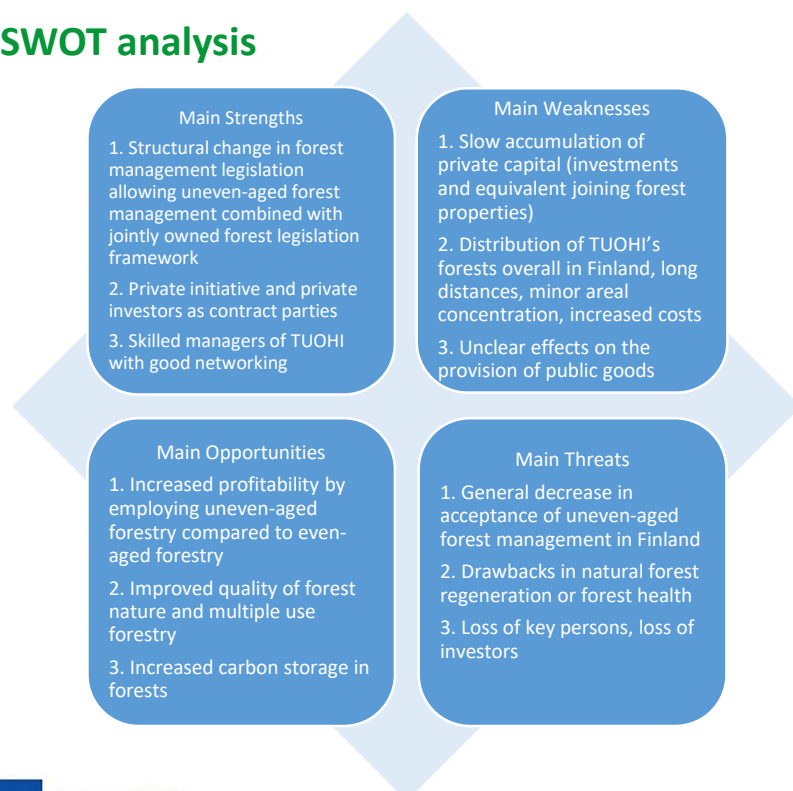 SWOT analysis
Main Strengths
1. Structural change in forest
management legislation
allowing uneven-aged forest
management combined with
jointly owned forest legislation
framework
2. Private initiative and private
investors as contract parties
3. Skilled managers of TUOHI
with good networking
Main Weaknesses
1. Slow accumulation of
private capital (investments
and equivalent joining forest
properties)
2. Distribution of TUOHI’s
forests overall in Finland, long
distances, minor areal
concentration, increased costs
3. Unclear effects on the
provision of public goods
Main Opportunities
1. Increased profitability by
employing uneven-aged
forestry compared to even-
aged forestry
2. Improved quality of forest
nature and multiple use
forestry
3. Increased carbon storage in
forests
Main Threats
1. General decrease in
acceptance of uneven-aged
forest management in Finland
2. Drawbacks in natural forest
regeneration or forest health
3. Loss of key persons, loss of
investors